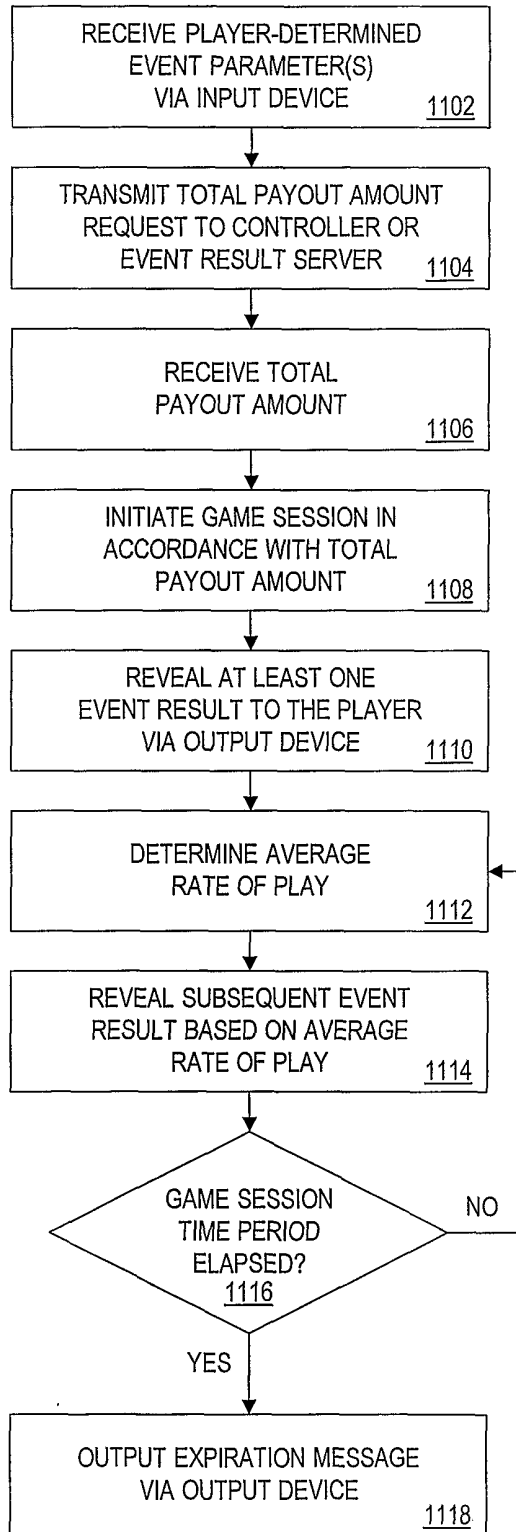 RECEIVE PLAYER-DETERMINED
EVENT PARAMETER(S)
VIA INPUT DEVICE
1102
TRANSMIT TOTAL PAYOUT AMOUNT
REQUEST TO CONTROLLER OR
EVENT RESULT SERVER
1104
RECEIVE TOTAL
PAYOUT AMOUNT
1106
INITIATE GAME SESSION IN
ACCORDANCE WITH TOTAL
PAYOUT AMOUNT
1108
REVEAL AT LEAST ONE
EVENT RESULT TO THE PLAYER
VIA OUTPUT DEVICE
1110
DETERMINE AVERAGE
RATE OF PLAY
1112
REVEAL SUBSEQUENT EVENT
RESULT BASED ON AVERAGE
RATE OF PLAY
1114
GAME SESSION
TIME PERIOD
ELAPSED?
1116
NO
YES
OUTPUT EXPIRATION MESSAGE
VIA OUTPUT DEVICE
1118